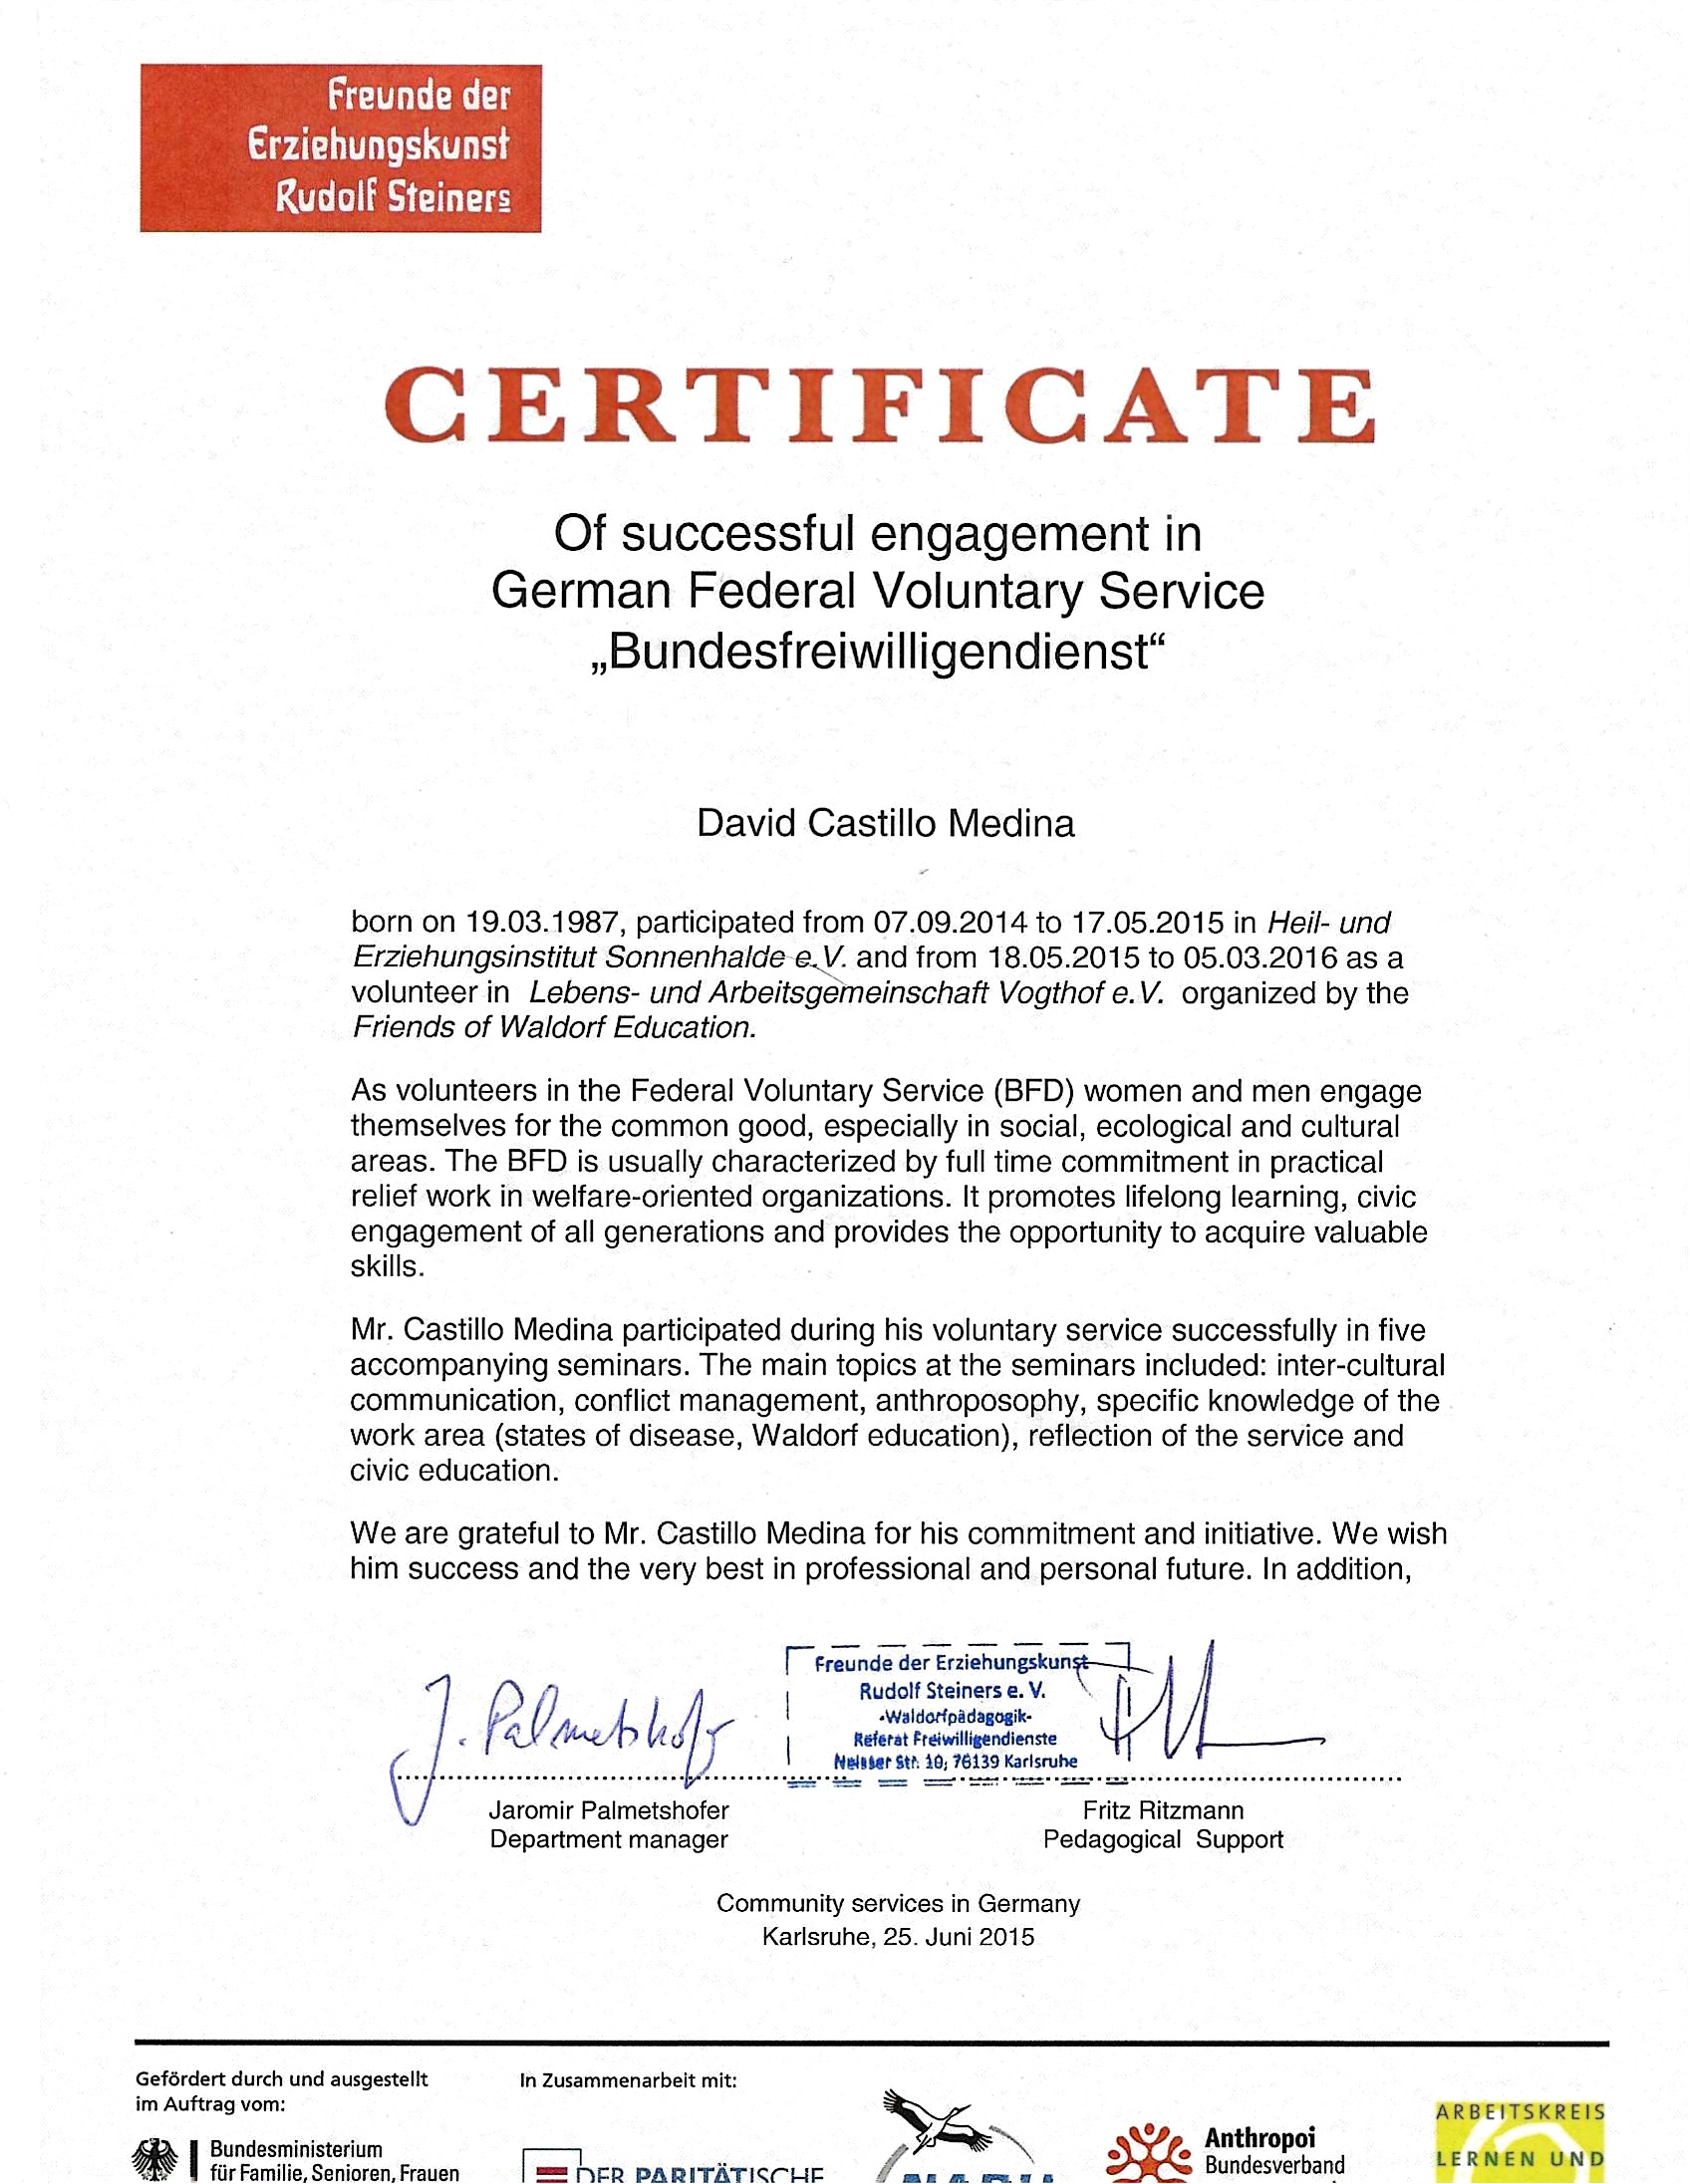 Freunde der
Erziehungskunst
Rudolf Steiners
CERTIFICATE
Of successful engagement in
German Federal Voluntary Service
„Bundesfreiwilligendienst“
David Castillo Medina
born on 19.03.1987, participated from 07.09.2014 to 17.05.2015 in Heil- und
Erziehungsinstitut Sonnenhalde e.V. and from 18.05.2015 to 05.03.2016 as a
volunteer in Lebens- und Arbeitsgemeinschaft Vogthof e.V. organized by the
Friends of Waldorf Education.
As volunteers in the Federal Voluntary Service (BFD) women and men engage
themselves for the common good, especially in social, ecological and cultural
areas. The BFD is usually characterized by full time commitment in practical
relief work in welfare-oriented organizations. It promotes lifelong learning, civic
engagement of all generations and provides the opportunity to acquire valuable
skills.
Mr. Castillo Medina participated during his voluntary service successfully in five
accompanying seminars. The main topics at the seminars included: inter-cultural
communication, conflict management, anthroposophy, specific knowledge of the
work area (states of disease, Waldorf education), reflection of the service and
civic education.
We are grateful to Mr. Castillo Medina for his commitment and initiative. We wish
him success and the very best in professional and personal future. In addition,
J. Palmetshofer
Freunde der Erziehungskunst
Rudolf Steiners e. V.
-Waldorfpädagogik-
Referat Freiwilligendienste
Neisser Str. 10; 76139 Karlsruhe
Jaromir Palmetshofer
Department manager
Fritz Ritzmann
Pedagogical Support
Community services in Germany
Karlsruhe, 25. Juni 2015
Gefördert durch und ausgestellt
im Auftrag vom:
Bundesministerium
für Familie, Senioren, Frauen
In Zusammenarbeit mit:
DER PARITÄTISCHE
NABU
Anthropoi
Bundesverband
ARBEITSKREIS
LERNEN UND